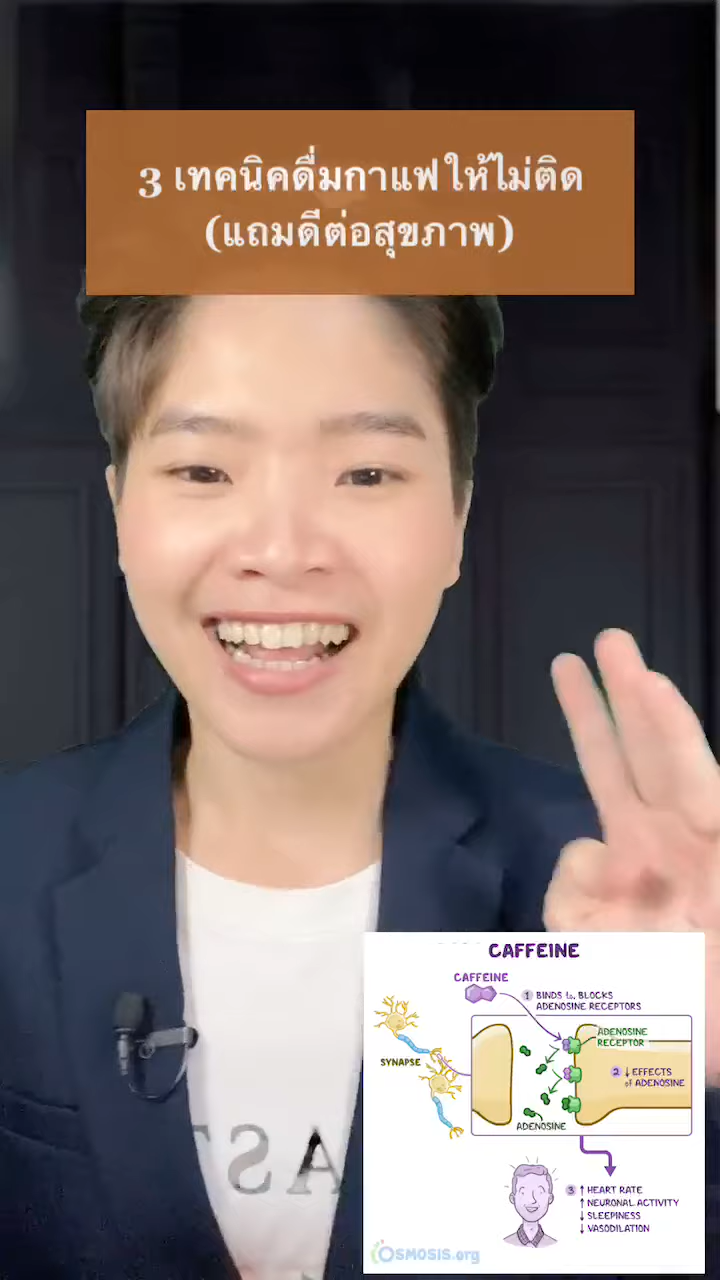 3 เทคนิคดื่มกาแฟให้ไม่ติด
(แถมดีต่อสุขภาพ)
CAFFEINE
CAFFEINE
1 BINDS to, BLOCKS
ADENOSINE RECEPTORS
ADENOSINE
RECEPTOR
SYNAPSE
2 ↓ EFFECTS
of ADENOSINE
ADENOSINE
3 ↑ HEART RATE
↑ NEURONAL ACTIVITY
↓ SLEEPINESS
↓ VASODILATION
OSMOSIS.org